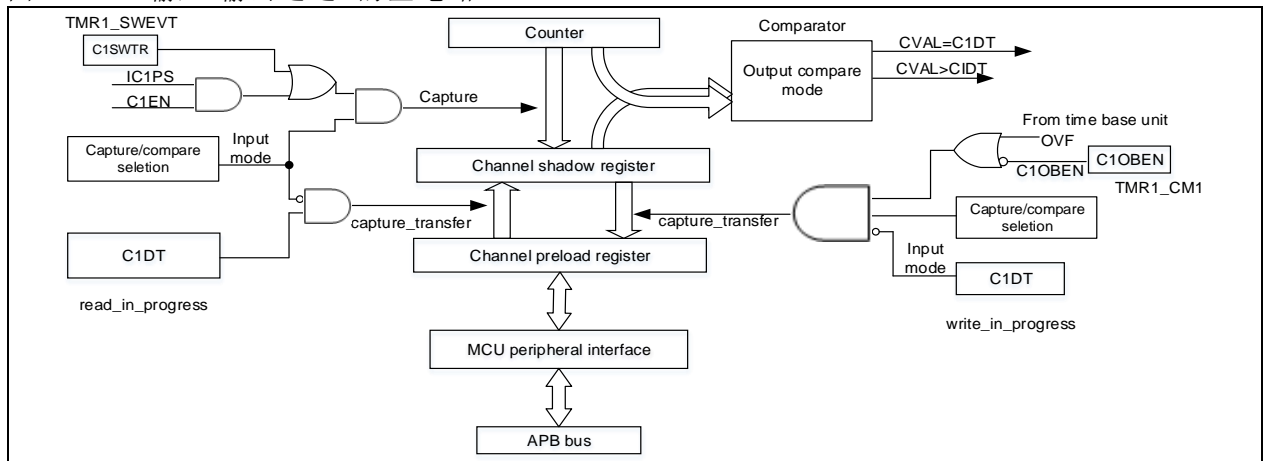 TMR1_SWEVT
C1SWTR
IC1PS
C1EN
Capture
Counter
Comparator
Output compare
mode
CVAL=C1DT
CVAL>CIDT
From time base unit
OVF
C1OBEN
C1OBEN
TMR1_CM1
Capture/compare
seletion
Input
mode
Channel shadow register
capture_transfer
capture_transfer
Capture/compare
seletion
C1DT
read_in_progress
Channel preload register
Input
mode
C1DT
write_in_progress
MCU peripheral interface
APB bus